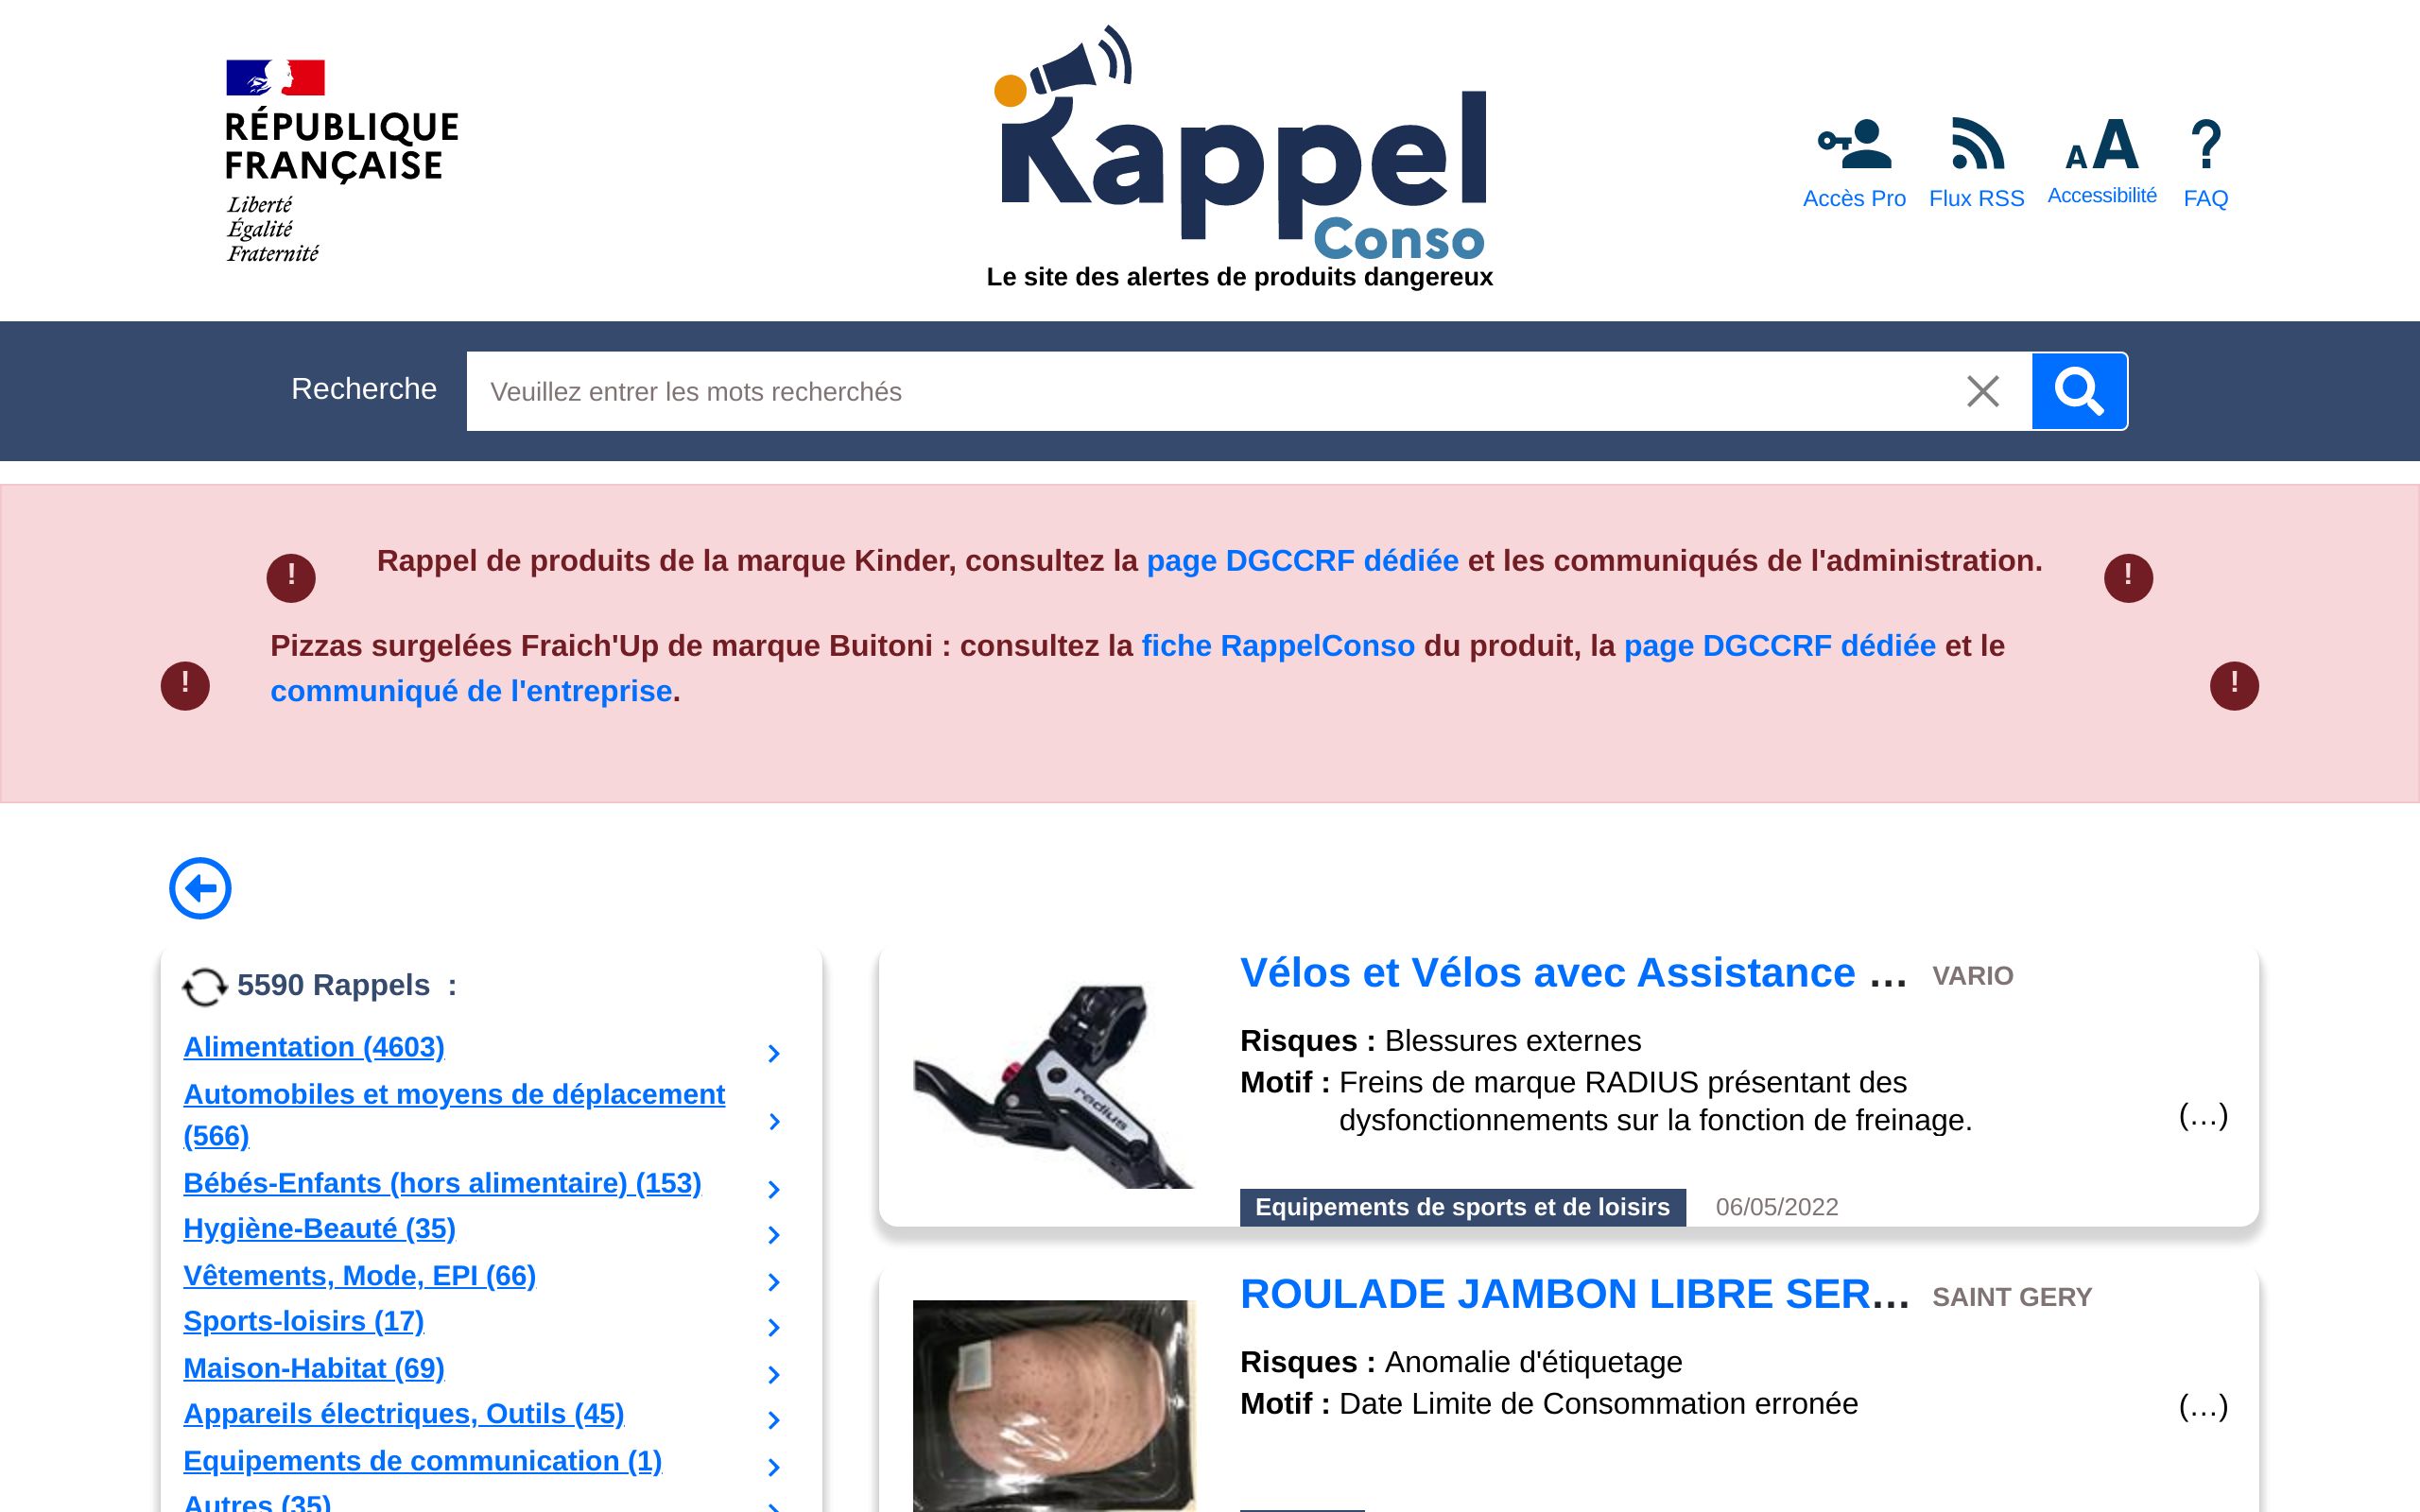 RÉPUBLIQUE
FRANÇAISE
Liberté
Égalité
Fraternité
Rappel
Conso
Le site des alertes de produits dangereux
Accès Pro
Flux RSS
AA
Accessibilité
?
FAQ
Recherche
Veuillez entrer les mots recherchés
! Rappel de produits de la marque Kinder, consultez la page DGCCRF dédiée et les communiqués de l'administration. !
! Pizzas surgelées Fraich'Up de marque Buitoni : consultez la fiche RappelConso du produit, la page DGCCRF dédiée et le !
communiqué de l'entreprise.
5590 Rappels :
Alimentation (4603)
Automobiles et moyens de déplacement
(566)
Bébés-Enfants (hors alimentaire) (153)
Hygiène-Beauté (35)
Vêtements, Mode, EPI (66)
Sports-loisirs (17)
Maison-Habitat (69)
Appareils électriques, Outils (45)
Equipements de communication (1)
Autres (35)
radius
Vélos et Vélos avec Assistance ... VARIO
Risques : Blessures externes
Motif : Freins de marque RADIUS présentant des
dysfonctionnements sur la fonction de freinage.
(...)
Equipements de sports et de loisirs 06/05/2022
ROULADE JAMBON LIBRE SER... SAINT GERY
Risques : Anomalie d'étiquetage
Motif : Date Limite de Consommation erronée
(...)